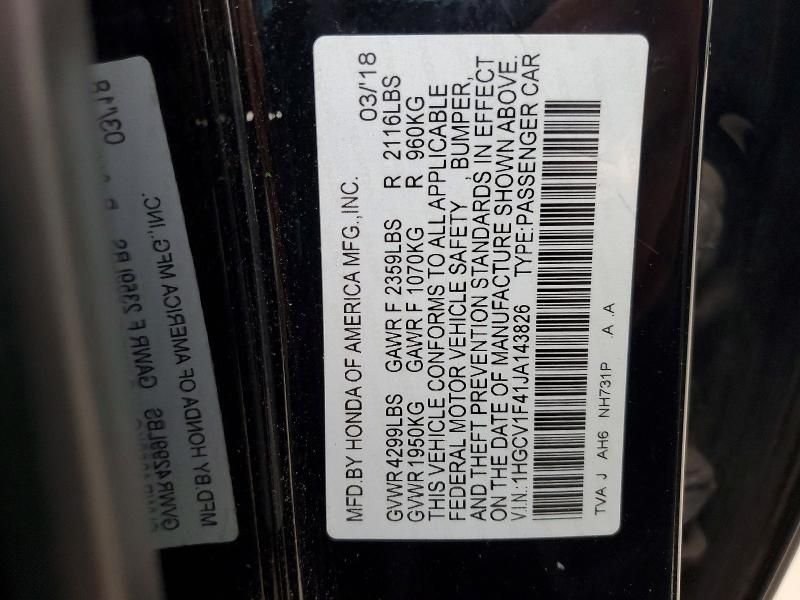 MFD.BY HONDA OF AMERICA MFG.,INC. 03/'18
GVWR 4299LBS GAWR F 2359LBS R 2116LBS
GVWR 1950KG GAWR F 1070KG R 960KG
THIS VEHICLE CONFORMS TO ALL APPLICABLE
FEDERAL MOTOR VEHICLE SAFETY , BUMPER,
AND THEFT PREVENTION STANDARDS IN EFFECT
ON THE DATE OF MANUFACTURE SHOWN ABOVE.
V.I.N.:1HGCV1F41JA143826 TYPE:PASSENGER CAR
TVA J AH6 NH731P .A .A
MFD.BY HONDA OF AMERICA MFG.,INC. 03/'18
GVWR 4299LBS GAWR F 2359LBS